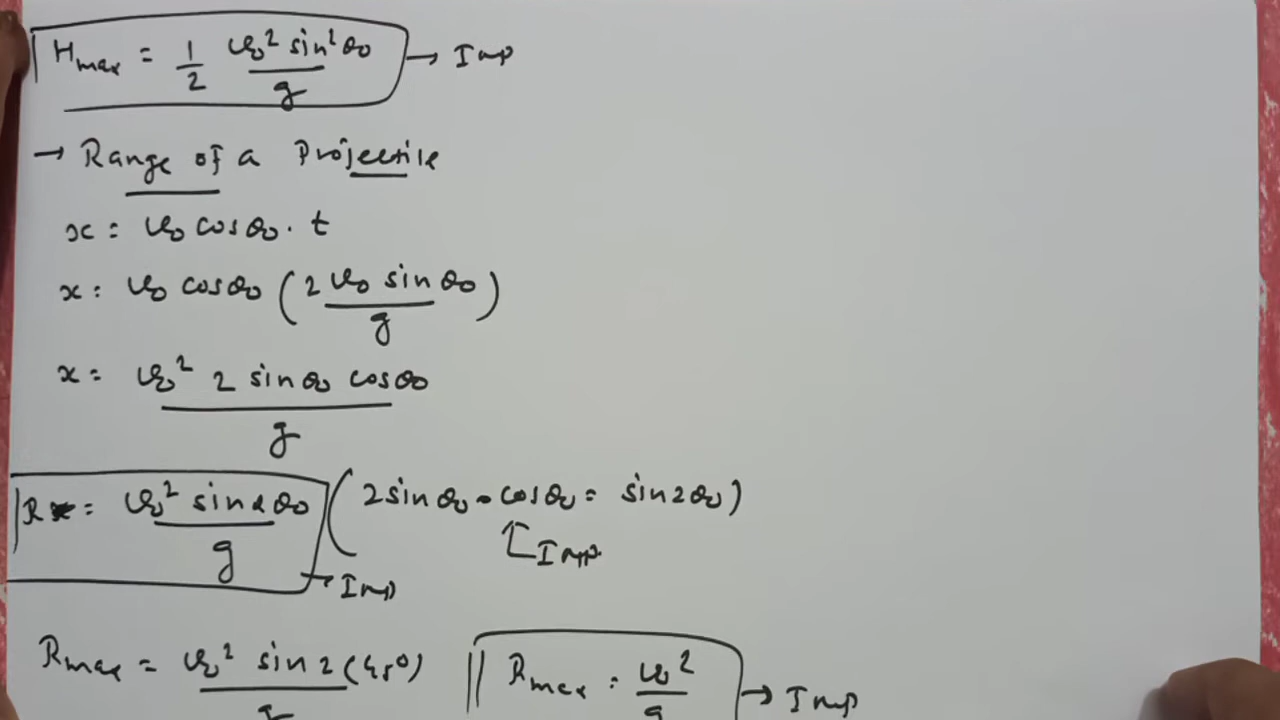 Hmax = 1/2 v₀² sin²θ₀/g → Imp
→ Range of a Projectile
x = v₀ cosθ₀ . t
x = v₀ cosθ₀ (2 v₀ sinθ₀/g)
x = v₀² 2 sinθ₀ cosθ₀/g
R = v₀² sin2θ₀/g (2sinθ₀ • cosθ₀ = sin2θ₀)
→ Imp Imp
Rmax = v₀² sin2(45°)/g || Rmax = v₀²/g → Imp